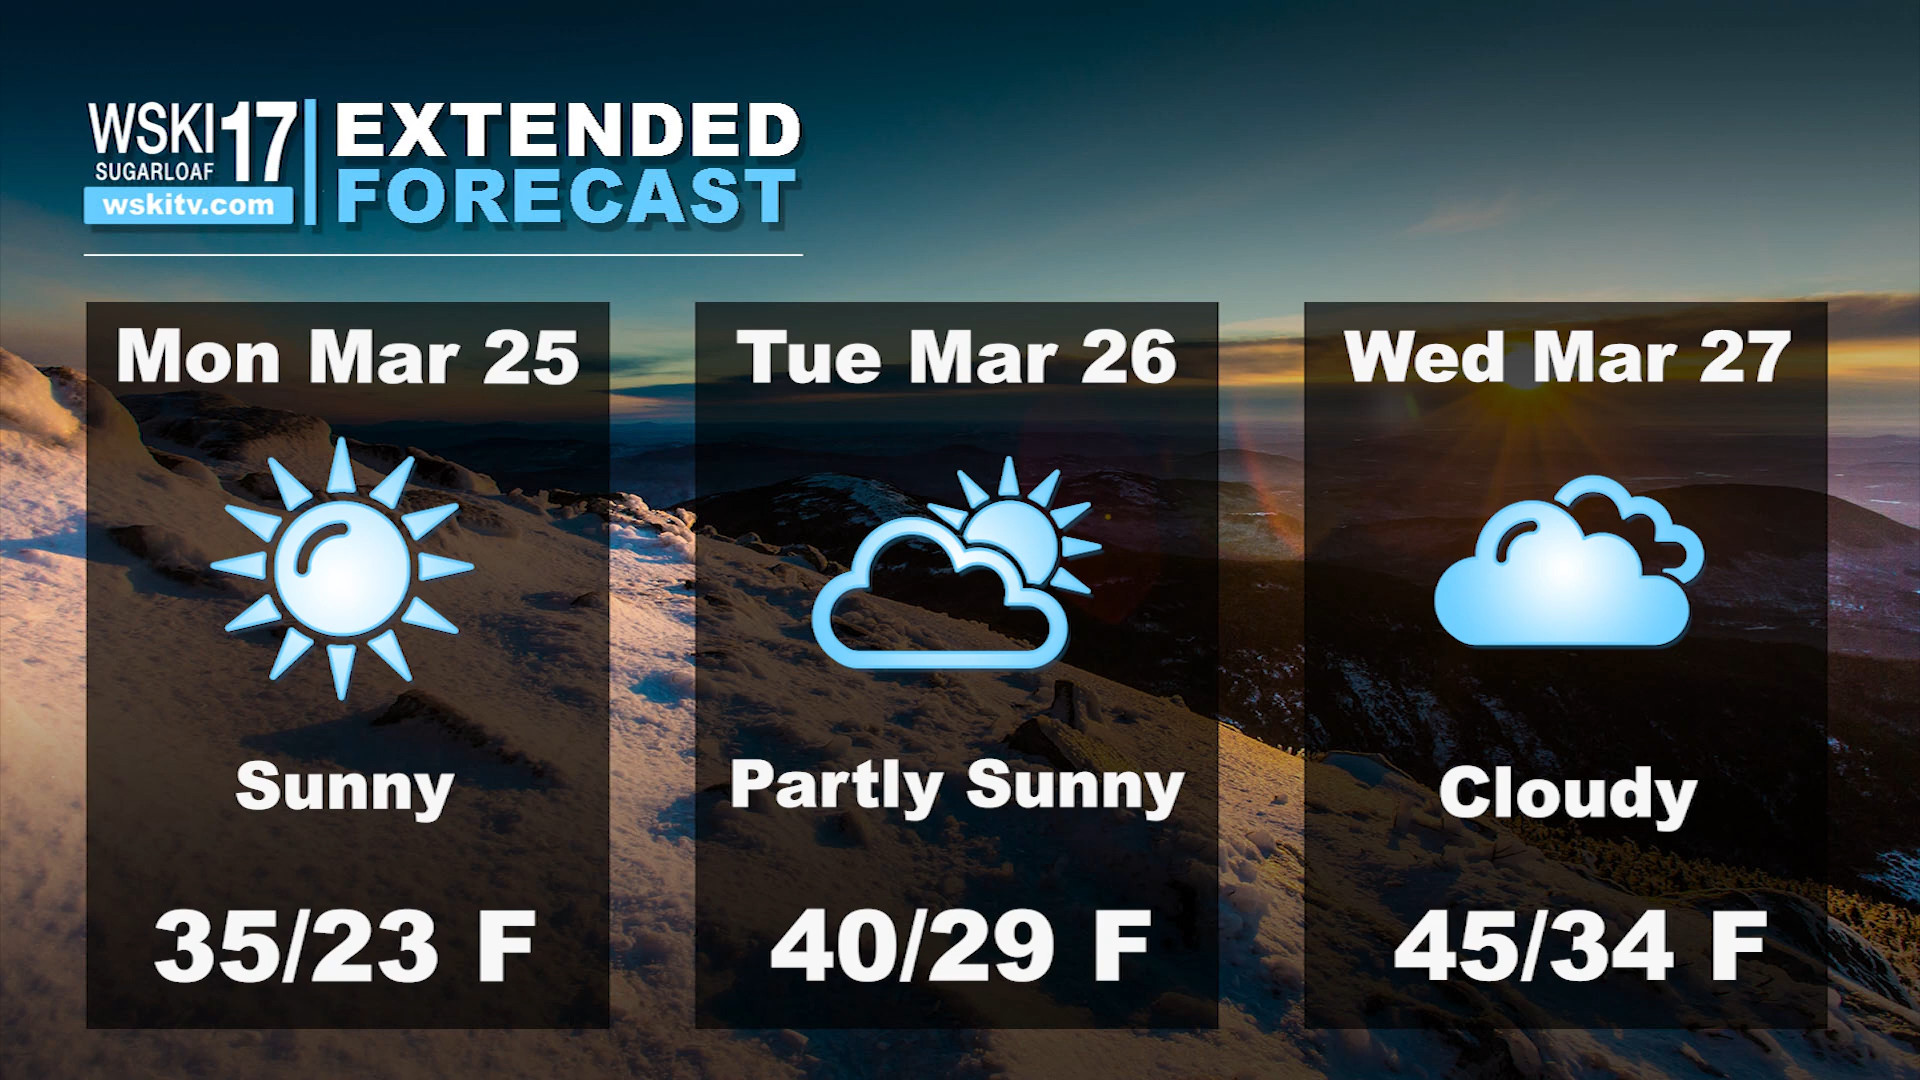 WSKI 17
SUGARLOAF
wskitv.com
EXTENDED
FORECAST
Mon Mar 25
Sunny
35/23 F
Tue Mar 26
Partly Sunny
40/29 F
Wed Mar 27
Cloudy
45/34 F